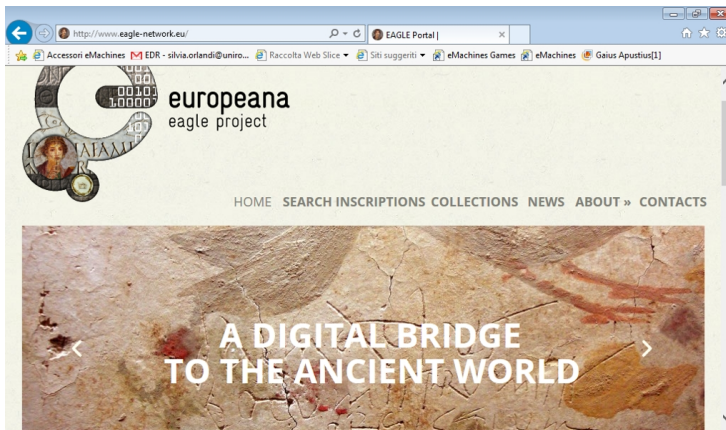 http://www.eagle-network.eu/
EAGLE Portal |
Accessori eMachines
EDR - silvia.orlandi@uniro...
Raccolta Web Slice
Siti suggeriti
eMachines Games
eMachines
Gaius Apustius[1]
europeana
eagle project
HOME SEARCH INSCRIPTIONS COLLECTIONS NEWS ABOUT » CONTACTS
A DIGITAL BRIDGE
TO THE ANCIENT WORLD